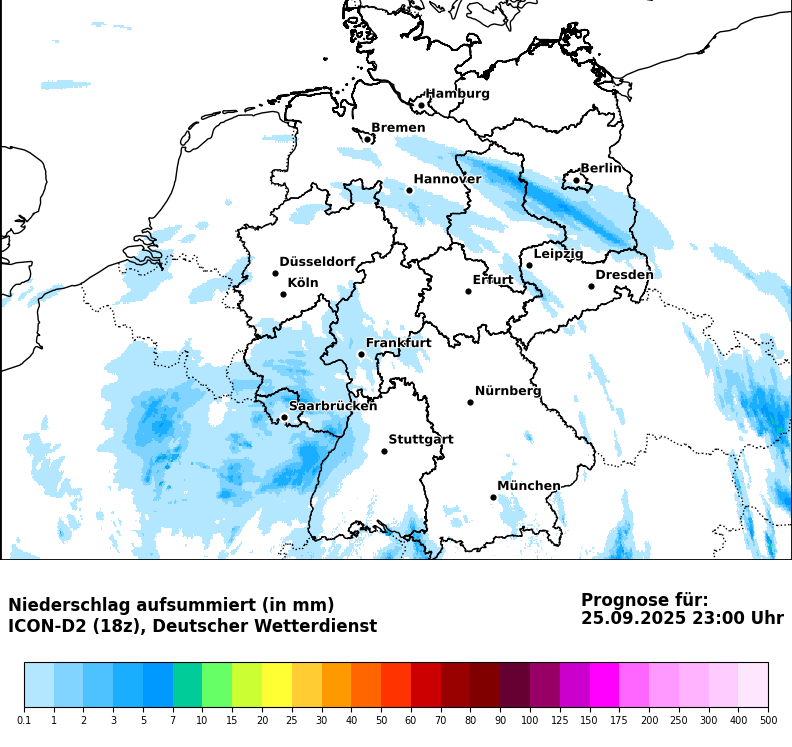 Hamburg
Bremen
Berlin
Hannover
Leipzig
Düsseldorf
Dresden
Köln
Erfurt
Frankfurt
Nürnberg
Saarbrücken
Stuttgart
München
Niederschlag aufsummiert (in mm)
ICON-D2 (18z), Deutscher Wetterdienst
Prognose für:
25.09.2025 23:00 Uhr
0.1 1 2 3 5 7 10 15 20 25 30 40 50 60 70 80 90 100 125 150 175 200 250 300 400 500